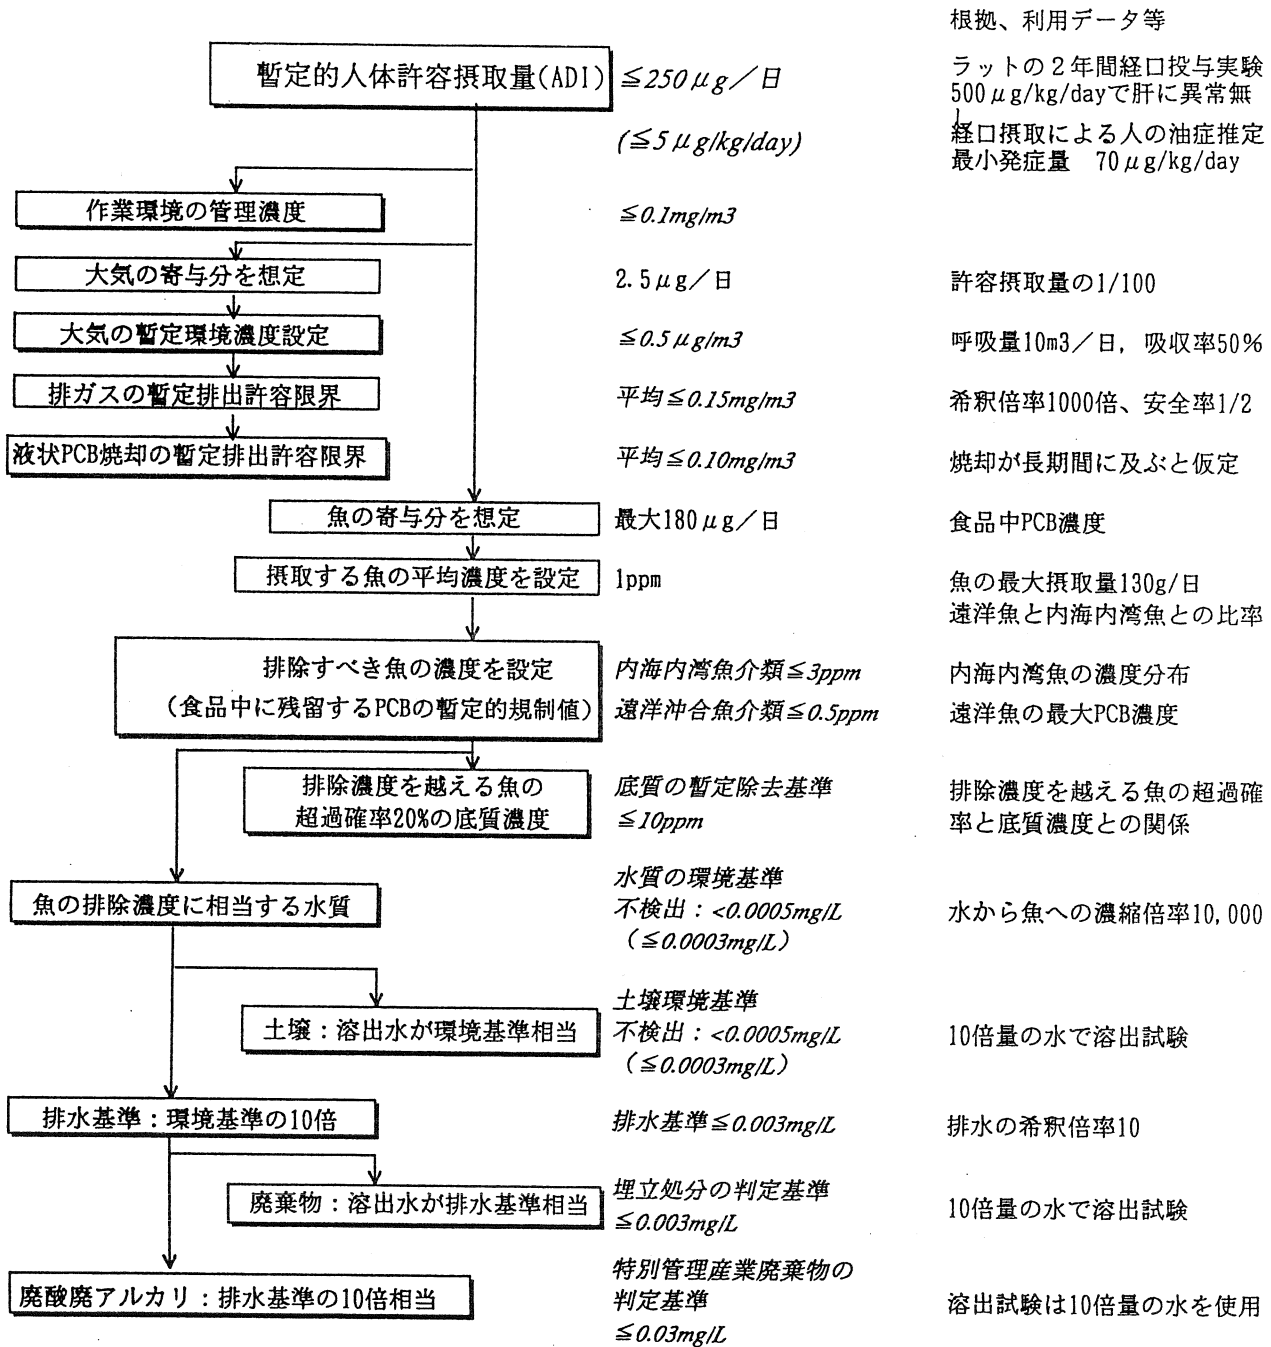 根拠、利用データ等
暫定的人体許容摂取量(ADI) ≦250μg／日 ラットの２年間経口投与実験
500μg/kg/dayで肝に異常無
し
(≦5μg/kg/day) 経口摂取による人の油症推定
最小発症量 70μg/kg/day
作業環境の管理濃度 ≦0.1mg/m3
大気の寄与分を想定 2.5μg／日 許容摂取量の1/100
大気の暫定環境濃度設定 ≦0.5μg/m3 呼吸量10m3／日, 吸収率50%
排ガスの暫定排出許容限界 平均≦0.15mg/m3 希釈倍率1000倍、安全率1/2
液状PCB焼却の暫定排出許容限界 平均≦0.10mg/m3 焼却が長期間に及ぶと仮定
魚の寄与分を想定 最大180μg／日 食品中PCB濃度
摂取する魚の平均濃度を設定 1ppm 魚の最大摂取量130g/日
遠洋魚と内海内湾魚との比率
排除すべき魚の濃度を設定 内海内湾魚介類≦3ppm 内海内湾魚の濃度分布
（食品中に残留するPCBの暫定的規制値） 遠洋沖合魚介類≦0.5ppm 遠洋魚の最大PCB濃度
排除濃度を越える魚の 底質の暫定除去基準 排除濃度を越える魚の超過確
超過確率20%の底質濃度 ≦10ppm 率と底質濃度との関係
水質の環境基準
魚の排除濃度に相当する水質 不検出：<0.0005mg/L 水から魚への濃縮倍率10,000
（≦0.0003mg/L）
土壌環境基準
土壌：溶出水が環境基準相当 不検出：<0.0005mg/L 10倍量の水で溶出試験
（≦0.0003mg/L）
排水基準：環境基準の10倍 排水基準≦0.003mg/L 排水の希釈倍率10
廃棄物：溶出水が排水基準相当 埋立処分の判定基準 10倍量の水で溶出試験
≦0.003mg/L
特別管理産業廃棄物の
廃酸廃アルカリ：排水基準の10倍相当 判定基準 溶出試験は10倍量の水を使用
≦0.03mg/L